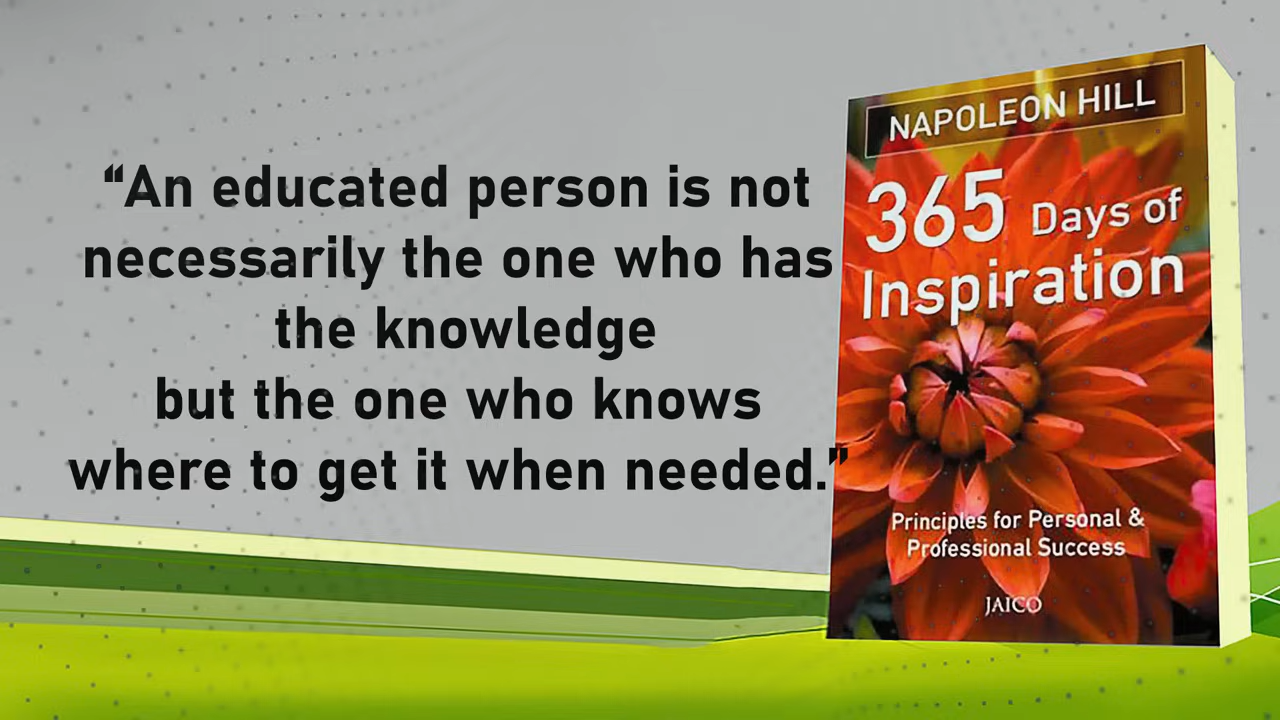 “An educated person is not
necessarily the one who has
the knowledge
but the one who knows
where to get it when needed.”
NAPOLEON HILL
365 Days of
Inspiration
Principles for Personal &
Professional Success
JAICO